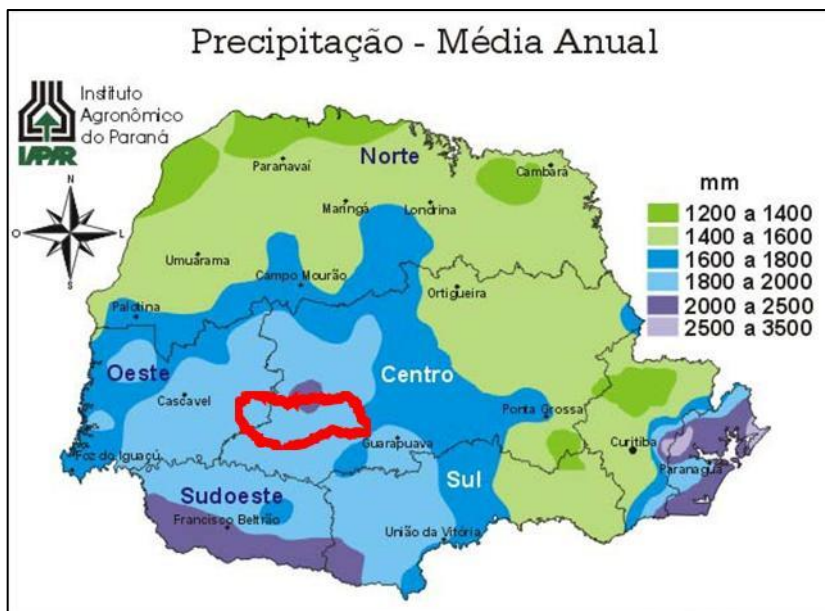 Precipitação - Média Anual
Instituto
Agronômico
do Paraná
IAPAR
N
O
L
S
Norte
Paranavaí
Cambará
Maringá
Londrina
Umuarama
Campo Mourão
Ortigueira
Palotina
Oeste
Cascavel
Centro
Ponta Grossa
Guarapuava
Curitiba
Foz do Iguaçú
Paranaguá
Sul
Sudoeste
Francisco Beltrão
União da Vitória
mm
1200 a 1400
1400 a 1600
1600 a 1800
1800 a 2000
2000 a 2500
2500 a 3500